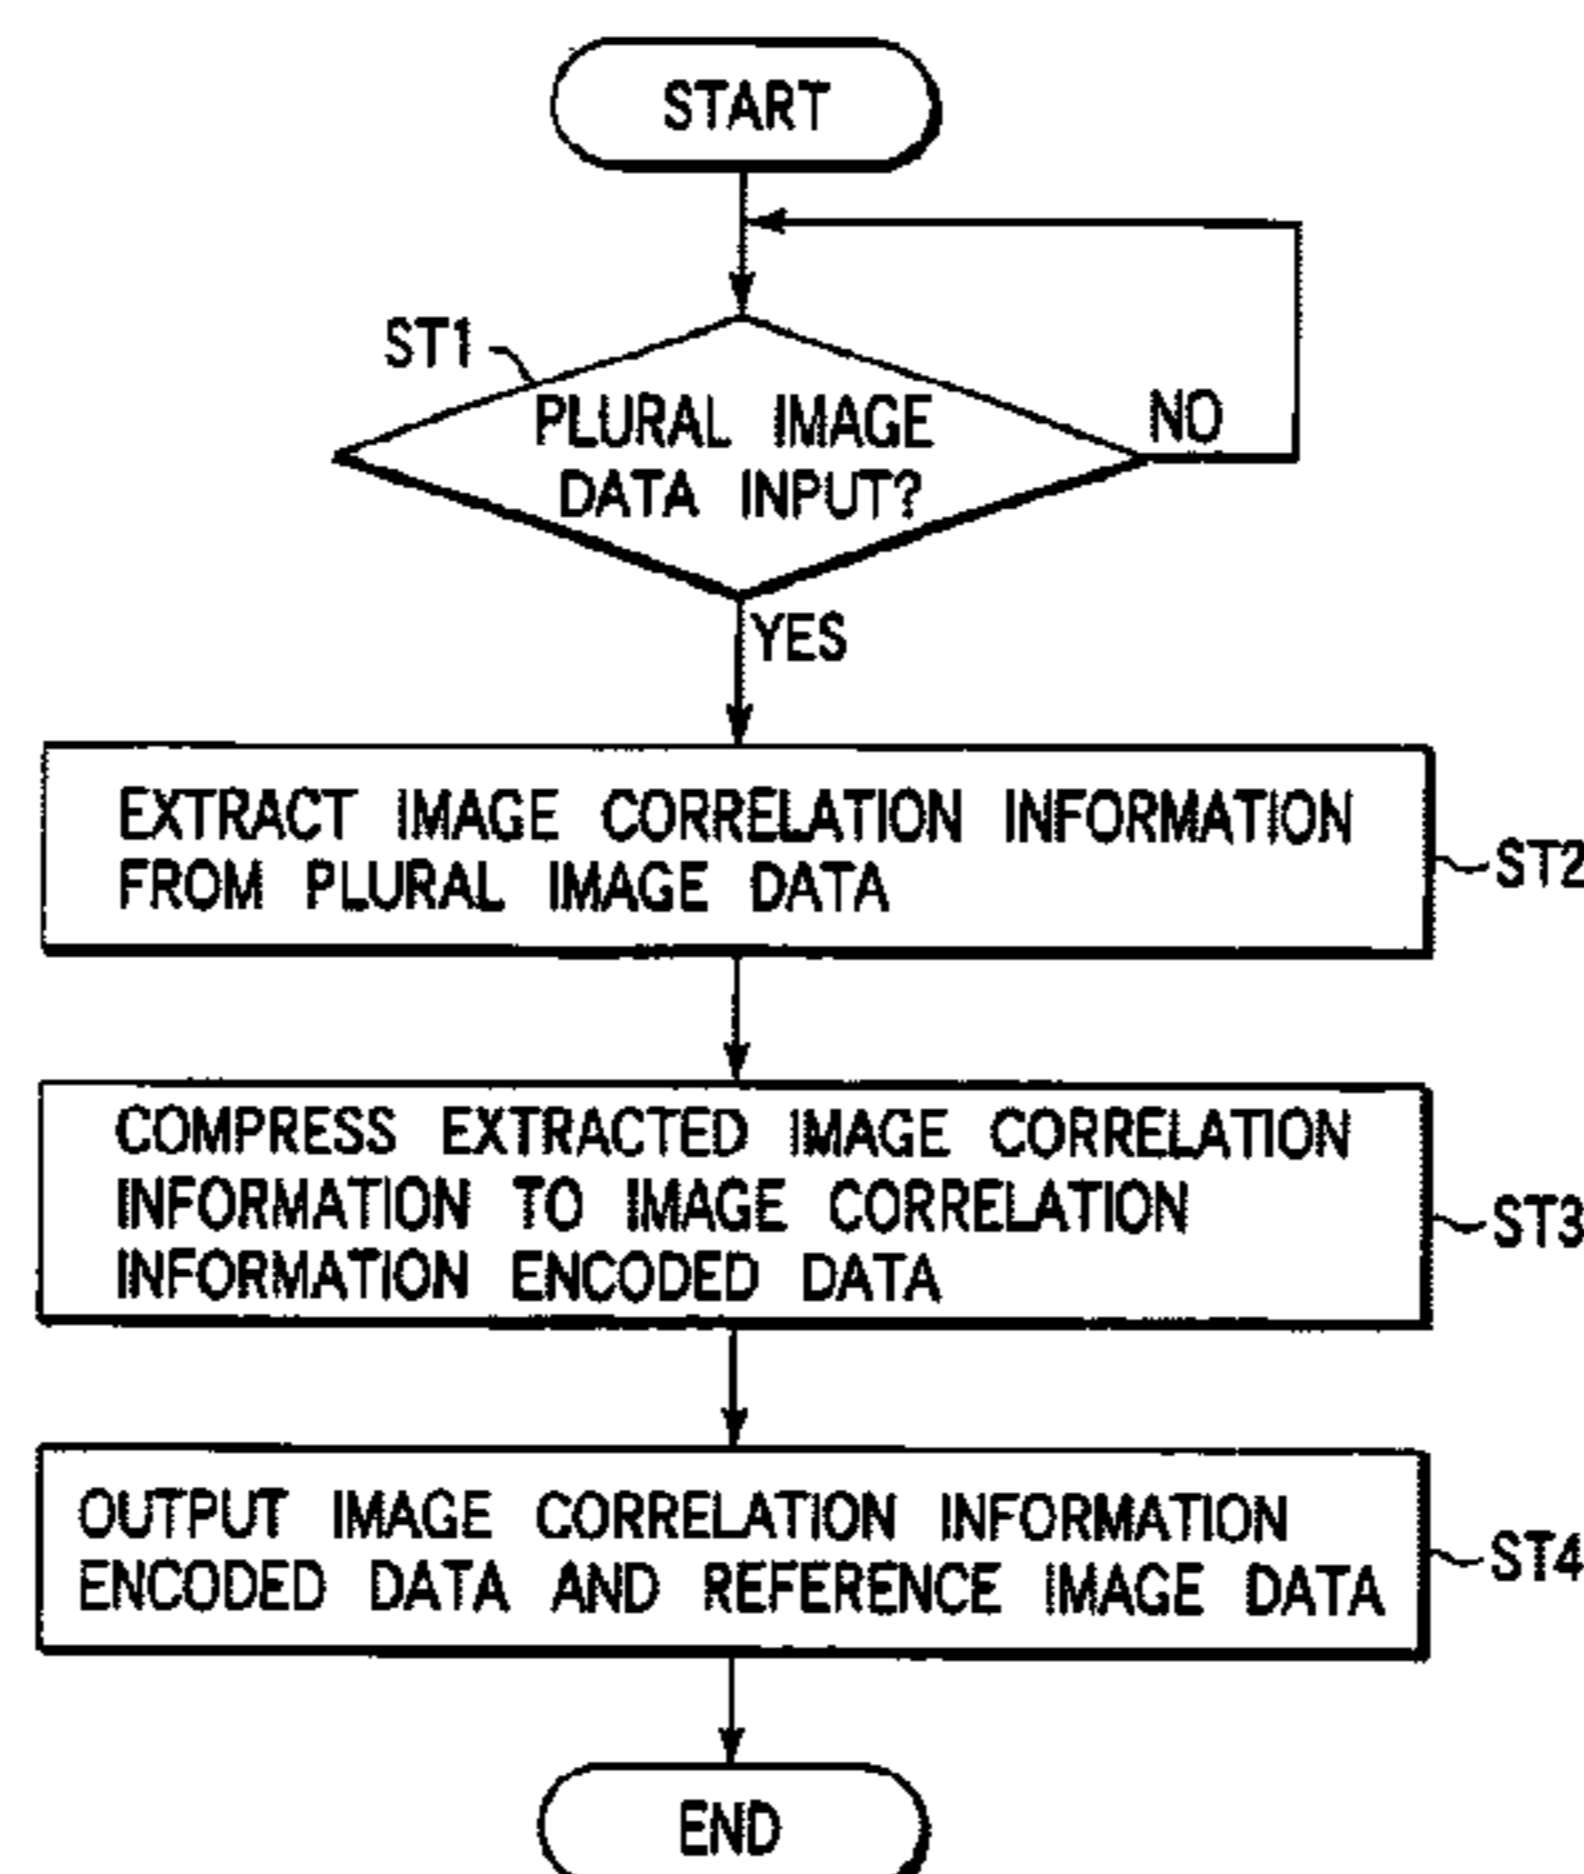 START
ST1
PLURAL IMAGE
DATA INPUT?
NO
YES
EXTRACT IMAGE CORRELATION INFORMATION
FROM PLURAL IMAGE DATA
ST2
COMPRESS EXTRACTED IMAGE CORRELATION
INFORMATION TO IMAGE CORRELATION
INFORMATION ENCODED DATA
ST3
OUTPUT IMAGE CORRELATION INFORMATION
ENCODED DATA AND REFERENCE IMAGE DATA
ST4
END